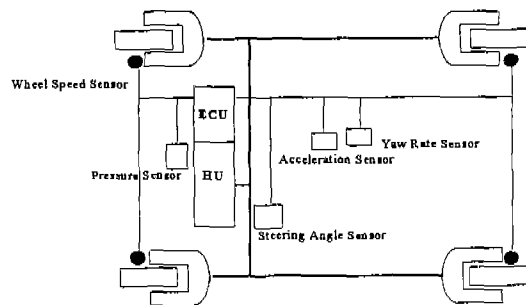 Wheel Speed Sensor
ECU
Yaw Rate Sensor
Acceleration Sensor
Pressure Sensor
HU
Steering Angle Sensor